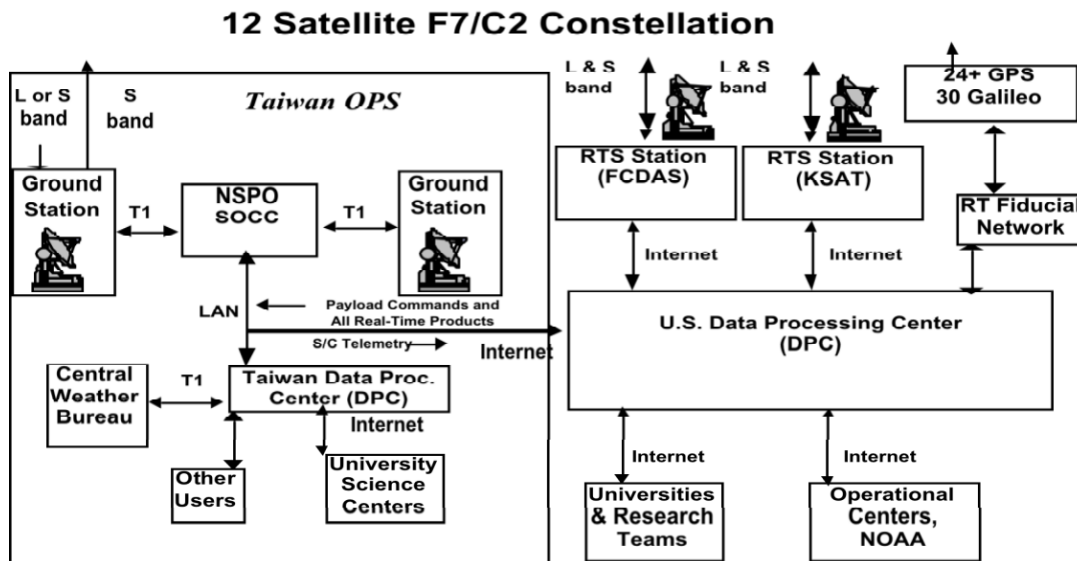 12 Satellite F7/C2 Constellation
L or S
band
S
band
Taiwan OPS
Ground
Station
T1
NSPO
SOCC
T1
Ground
Station
LAN
Payload Commands and
All Real-Time Products
S/C Telemetry
Internet
Central
Weather
Bureau
T1
Taiwan Data Proc.
Center (DPC)
Internet
Other
Users
University
Science
Centers
L & S
band
L & S
band
24+ GPS
30 Galileo
RTS Station
(FCDAS)
RTS Station
(KSAT)
RT Fiducial
Network
Internet
Internet
U.S. Data Processing Center
(DPC)
Internet
Internet
Universities
& Research
Teams
Operational
Centers,
NOAA